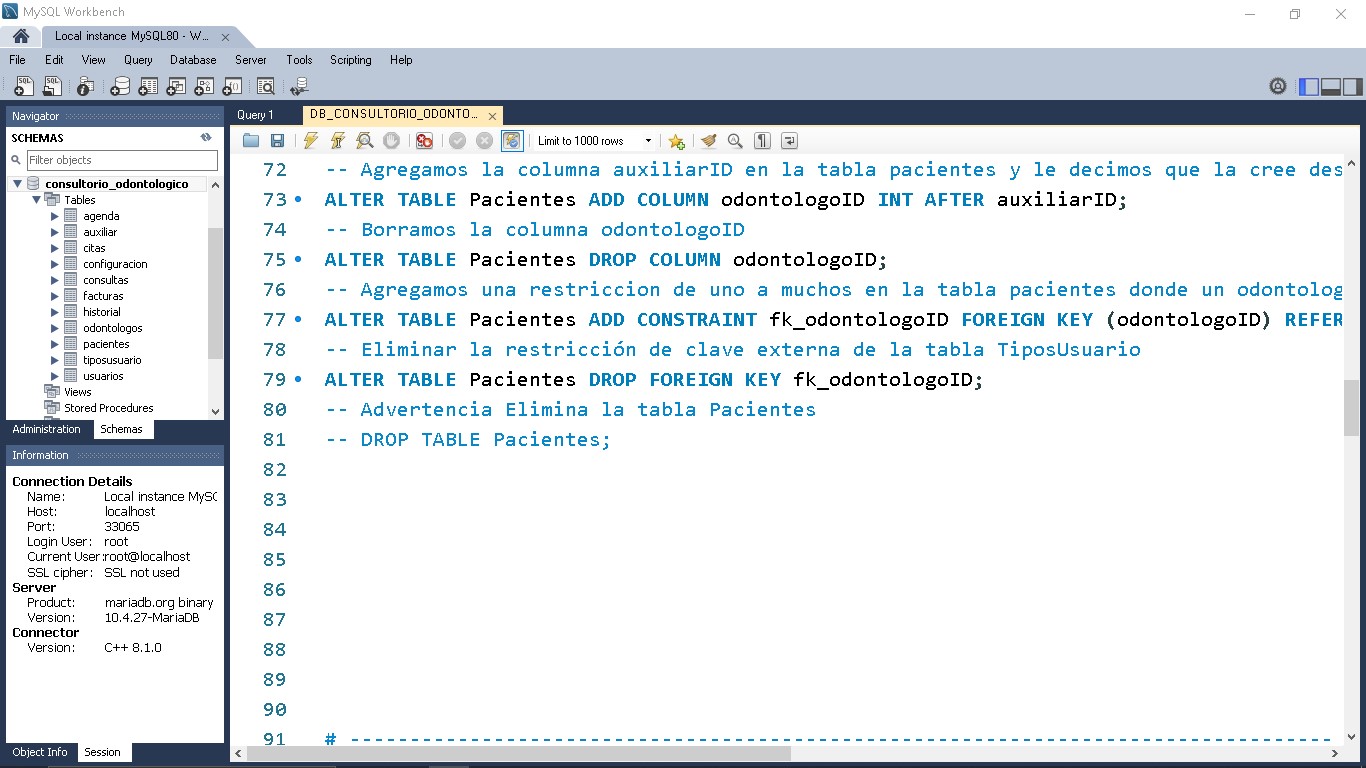 MySQL Workbench
Local instance MySQL80 - W...
File Edit View Query Database Server Tools Scripting Help
Navigator
SCHEMAS
Filter objects
consultorio_odontologico
Tables
agenda
auxiliar
citas
configuracion
consultas
facturas
historial
odontologos
pacientes
tiposusuario
usuarios
Views
Stored Procedures
Administration Schemas
Information
Connection Details
Name: Local instance MySQ
Host: localhost
Port: 33065
Login User: root
Current User: root@localhost
SSL cipher: SSL not used
Server
Product: mariadb.org binary
Version: 10.4.27-MariaDB
Connector
Version: C++ 8.1.0
Object Info Session
Query 1 DB_CONSULTORIO_ODONTO...
Limit to 1000 rows
72 -- Agregamos la columna auxiliarID en la tabla pacientes y le decimos que la cree des
73 ALTER TABLE Pacientes ADD COLUMN odontologoID INT AFTER auxiliarID;
74 -- Borramos la columna odontologoID
75 ALTER TABLE Pacientes DROP COLUMN odontologoID;
76 -- Agregamos una restriccion de uno a muchos en la tabla pacientes donde un odontolog
77 ALTER TABLE Pacientes ADD CONSTRAINT fk_odontologoID FOREIGN KEY (odontologoID) REFER
78 -- Eliminar la restricción de clave externa de la tabla TiposUsuario
79 ALTER TABLE Pacientes DROP FOREIGN KEY fk_odontologoID;
80 -- Advertencia Elimina la tabla Pacientes
81 -- DROP TABLE Pacientes;
82
83
84
85
86
87
88
89
90
91 # ----------------------------------------------------------------------------------